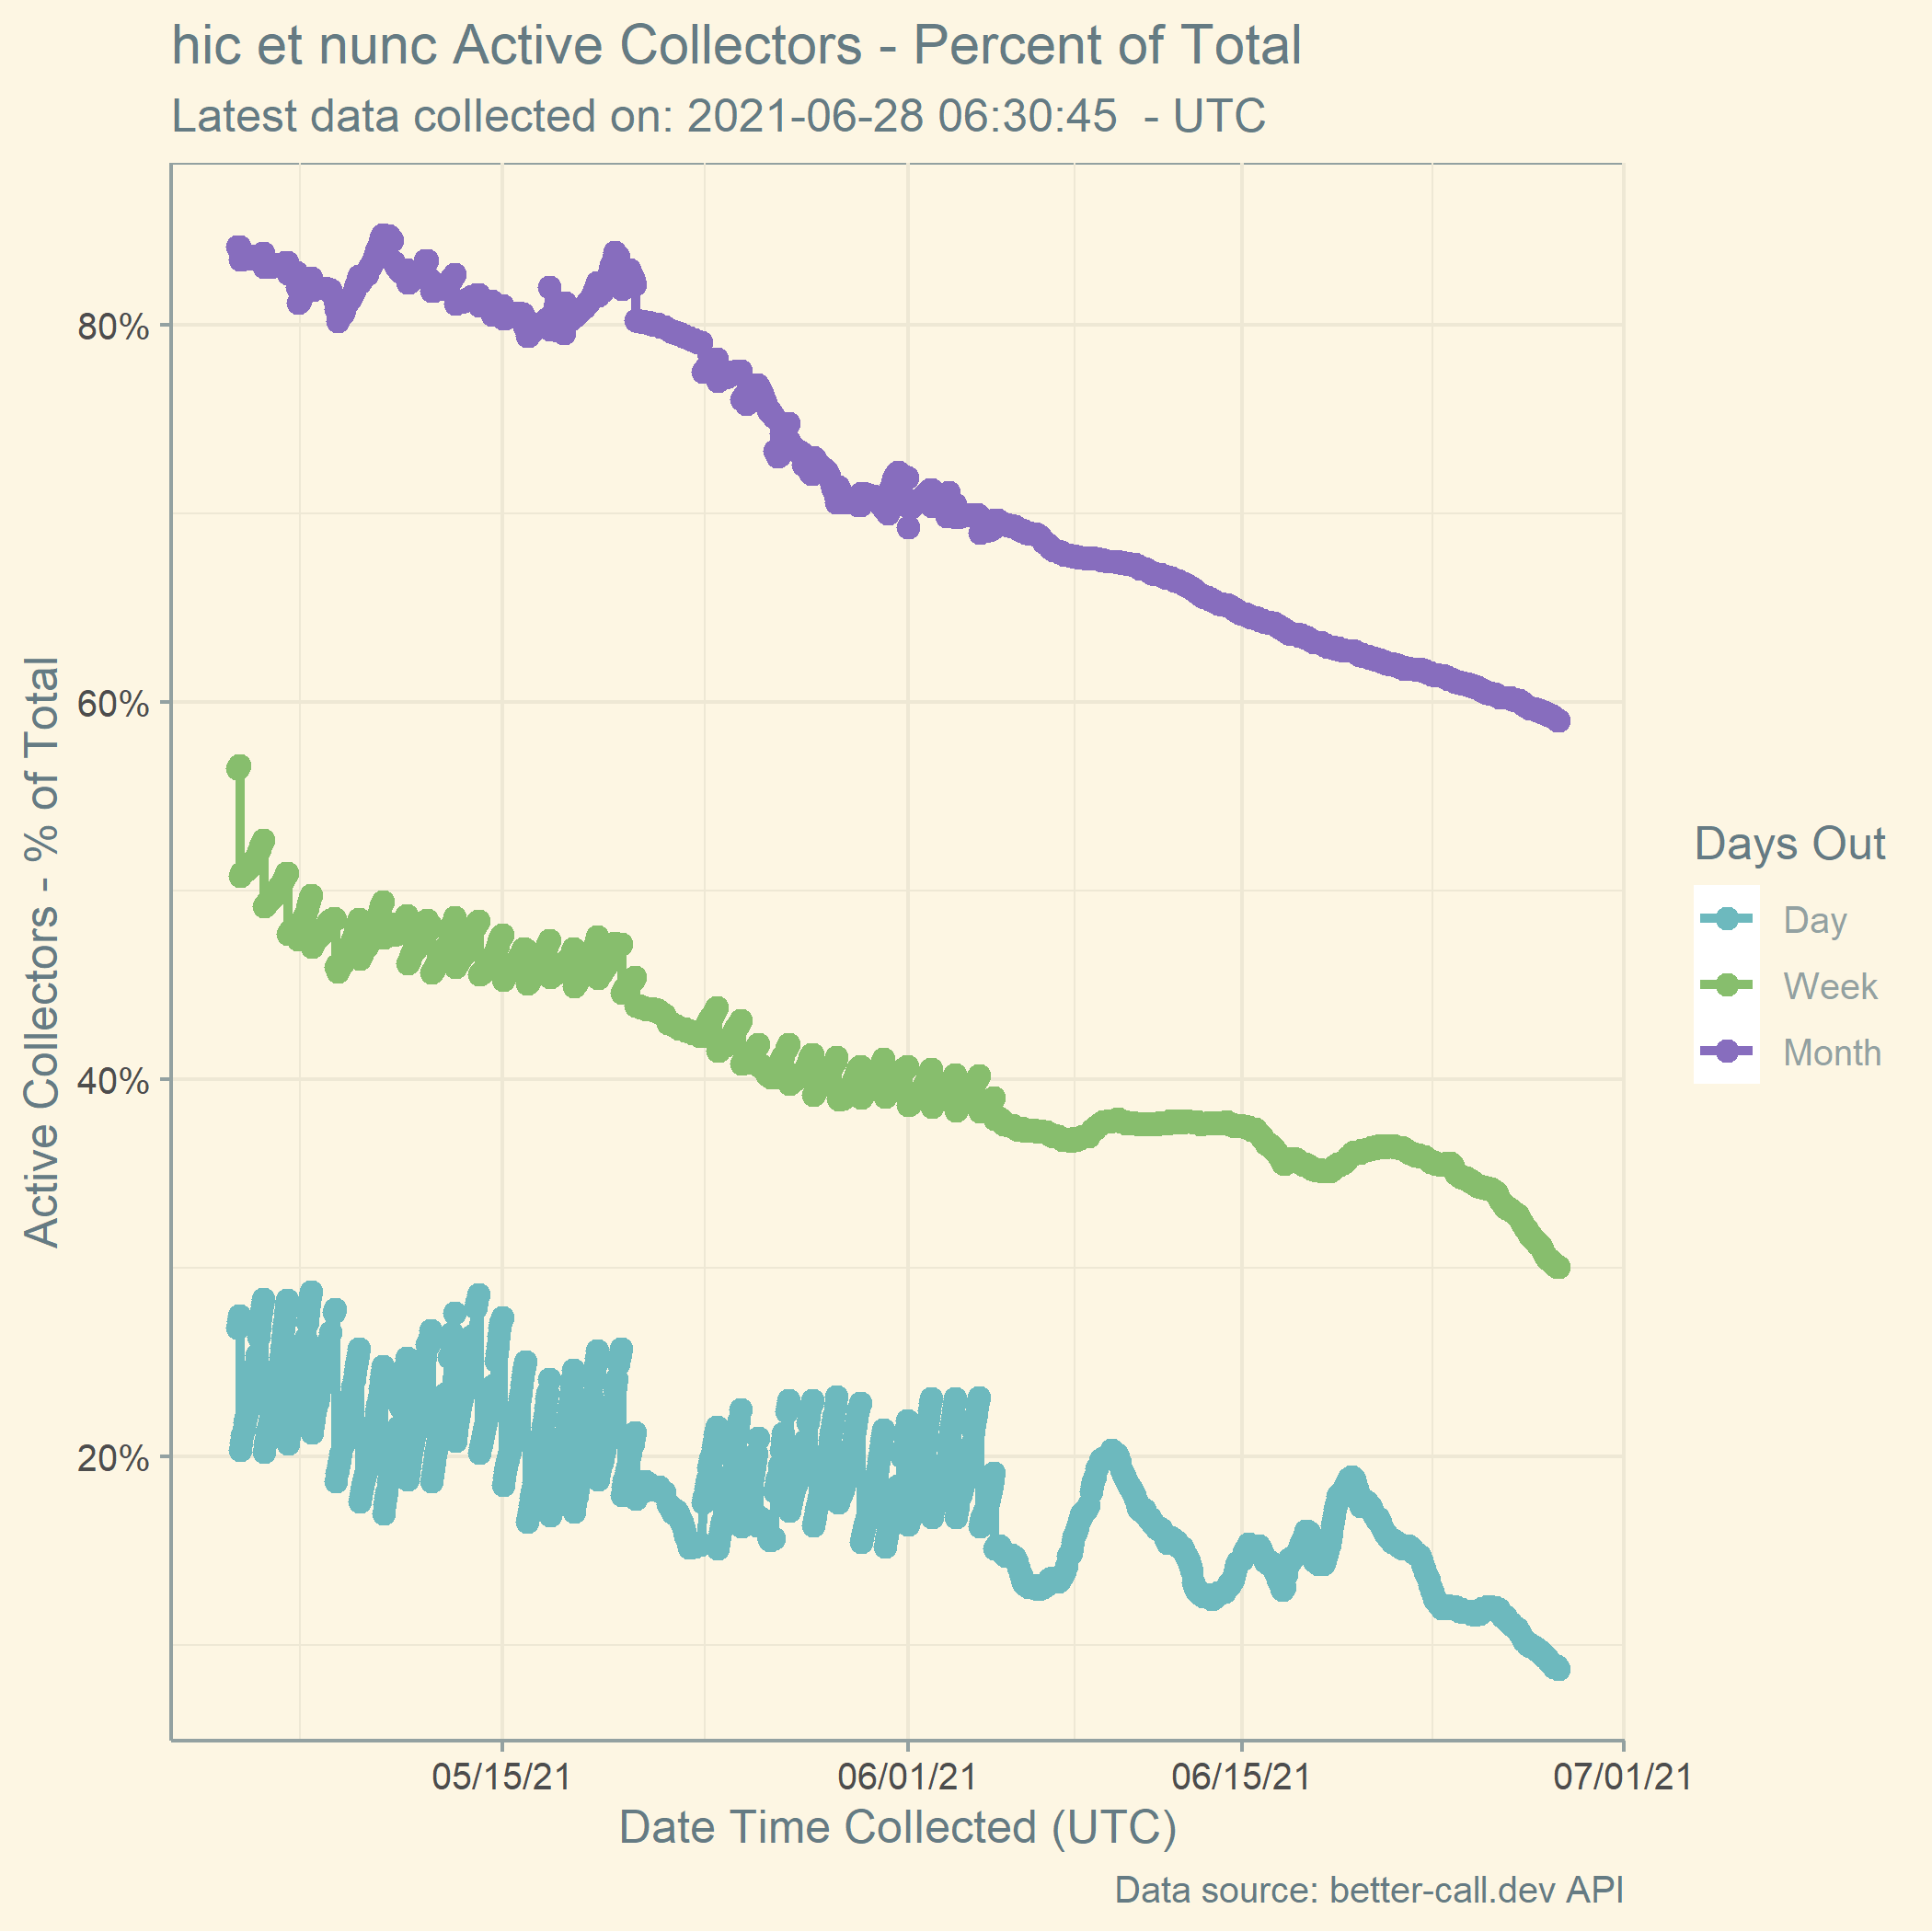 hic et nunc Active Collectors - Percent of Total
Latest data collected on: 2021-06-28 06:30:45  - UTC
Active Collectors - % of Total
80%
60%
40%
20%
05/15/21
06/01/21
06/15/21
07/01/21
Date Time Collected (UTC)
Days Out
Day
Week
Month
Data source: better-call.dev API